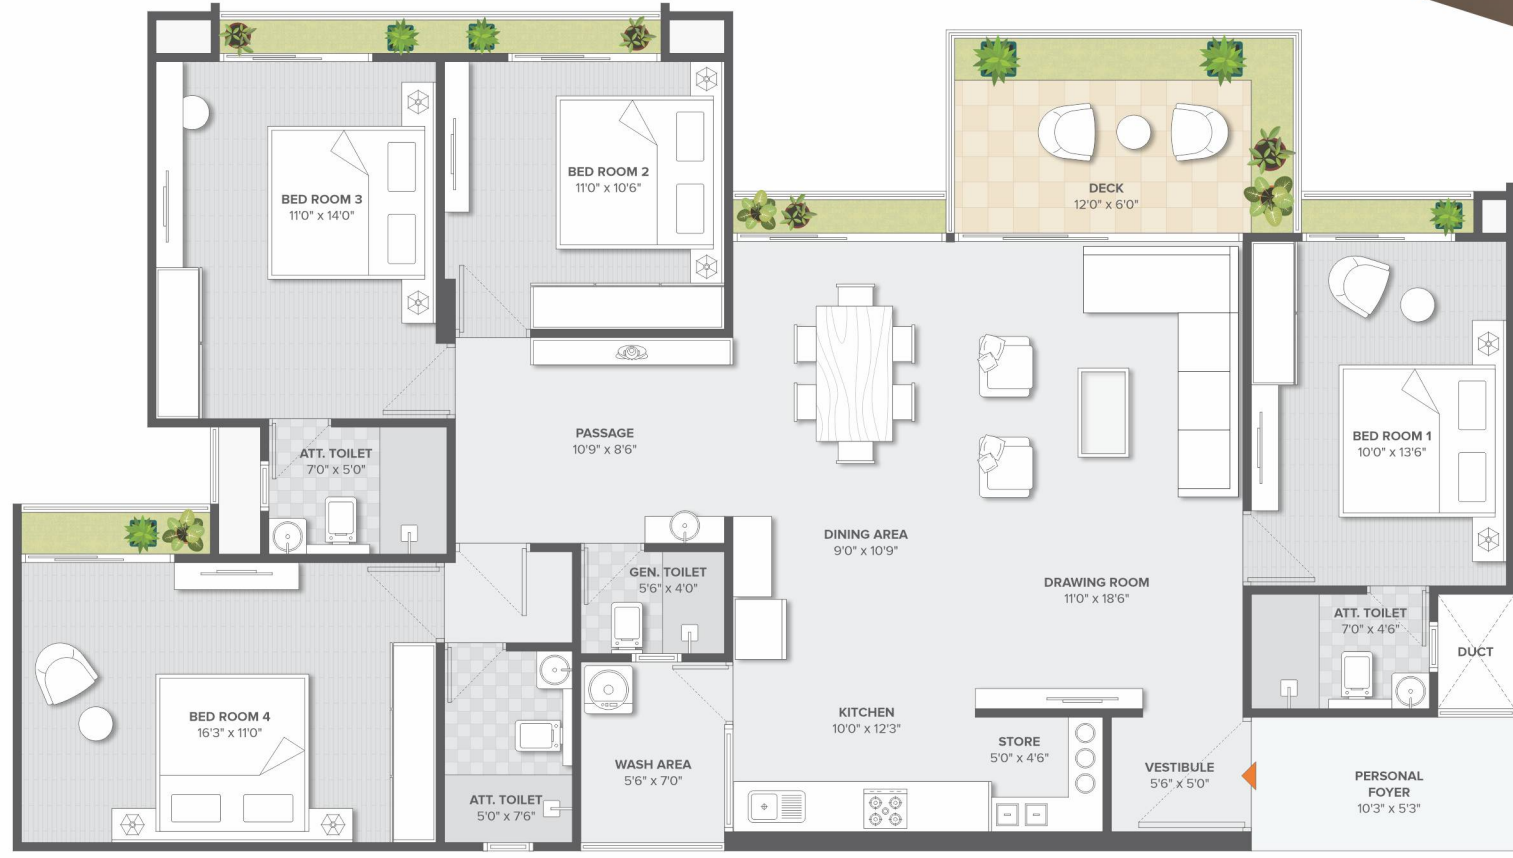 BED ROOM 3
11'0" x 14'0"
BED ROOM 2
11'0" x 10'6"
DECK
12'0" x 6'0"
PASSAGE
10'9" x 8'6"
BED ROOM 1
10'0" x 13'6"
ATT. TOILET
7'0" x 5'0"
DINING AREA
9'0" x 10'9"
GEN. TOILET
5'6" x 4'0"
DRAWING ROOM
11'0" x 18'6"
ATT. TOILET
7'0" x 4'6"
DUCT
BED ROOM 4
16'3" x 11'0"
KITCHEN
10'0" x 12'3"
STORE
5'0" x 4'6"
WASH AREA
5'6" x 7'0"
VESTIBULE
5'6" x 5'0"
PERSONAL
FOYER
10'3" x 5'3"
ATT. TOILET
5'0" x 7'6"